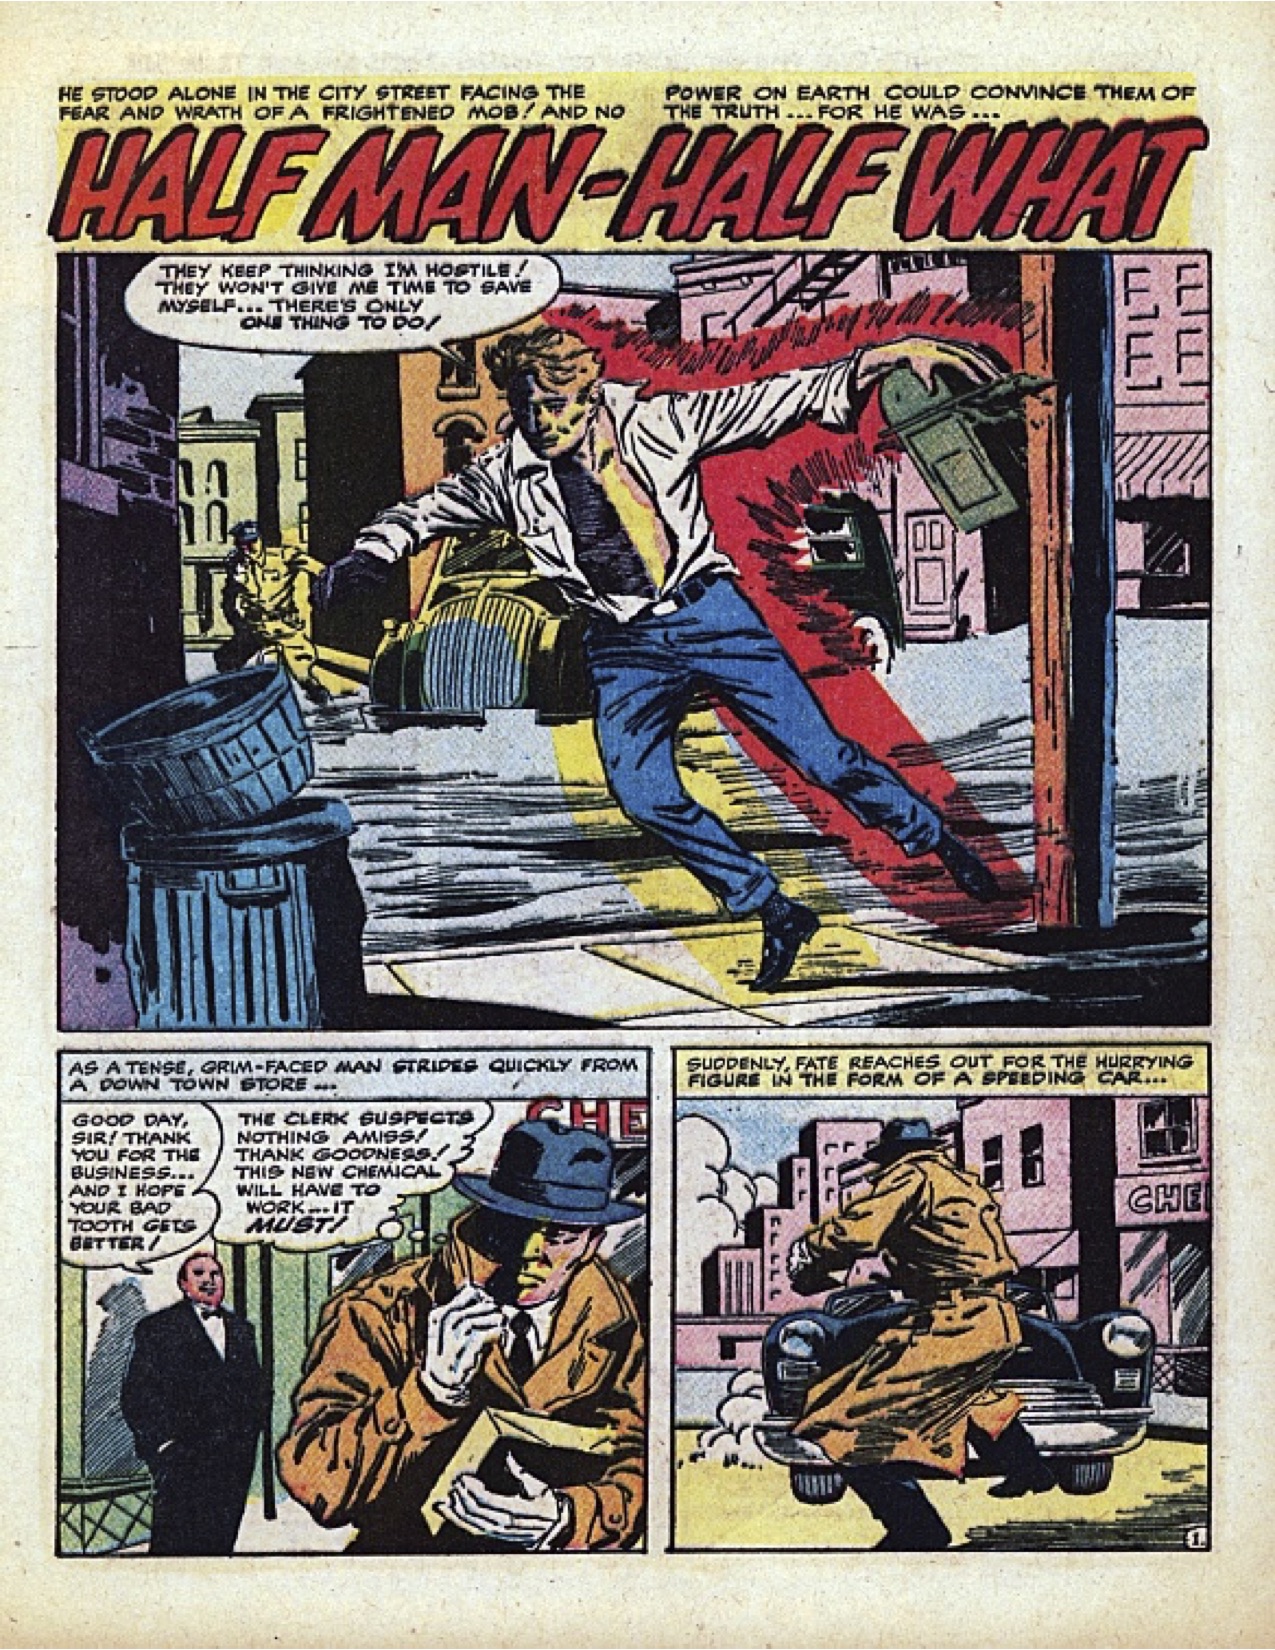 HE STOOD ALONE IN THE CITY STREET FACING THE
FEAR AND WRATH OF A FRIGHTENED MOB! AND NO
POWER ON EARTH COULD CONVINCE THEM OF
THE TRUTH... FOR HE WAS...
HALF MAN-HALF WHAT
THEY KEEP THINKING I'M HOSTILE!
THEY WON'T GIVE ME TIME TO SAVE
MYSELF... THERE'S ONLY
ONE THING TO DO!
AS A TENSE, GRIM-FACED MAN STRIDES QUICKLY FROM
A DOWN TOWN STORE...
GOOD DAY,
SIR! THANK
YOU FOR THE
BUSINESS...
AND I HOPE
YOUR BAD
TOOTH GETS
BETTER!
THE CLERK SUSPECTS
NOTHING AMISS!
THANK GOODNESS!
THIS NEW CHEMICAL
WILL HAVE TO
WORK... IT
MUST!
CHE
SUDDENLY, FATE REACHES OUT FOR THE HURRYING
FIGURE IN THE FORM OF A SPEEDING CAR...
CHE
1.